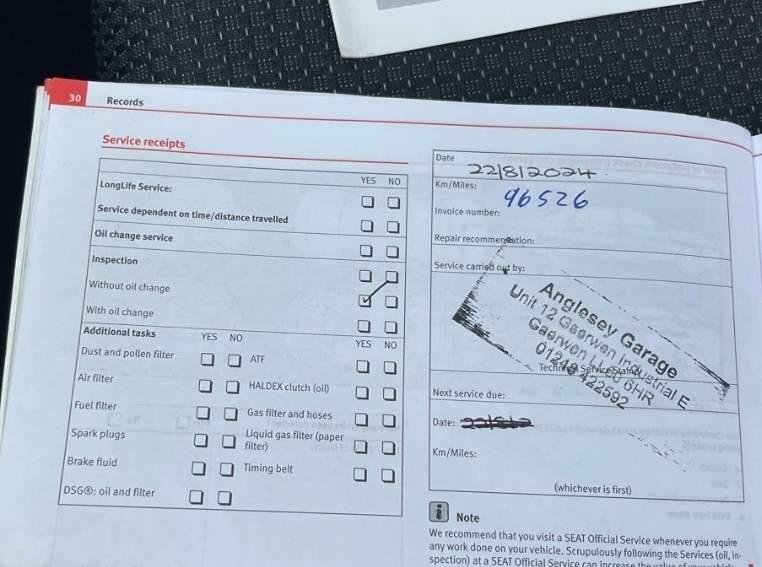 30 Records
Service receipts
YES NO
LongLife Service:
Service dependent on time/distance travelled
Oil change service
Inspection
Without oil change
With oil change
Additional tasks YES NO YES NO
Dust and pollen filter ATF
Air filter HALDEX clutch (oil)
Fuel filter Gas filter and hoses
Spark plugs Liquid gas filter (paper
filter)
Brake fluid Timing belt
DSG®: oil and filter
Date 22/8/2024
Km/Miles: 96526
Invoice number:
Repair recommendation:
Service carried out by:
Anglesey Garage
Unit 12 Gaerwen Industrial E
Gaerwen LL60 6HR
01248 422592
Technical Service Stamp
Next service due:
Date:
Km/Miles:
(whichever is first)
i Note
We recommend that you visit a SEAT Official Service whenever you require
any work done on your vehicle. Scrupulously following the Services (oil, in-
spection) at a SEAT Official Service can increase the value of your